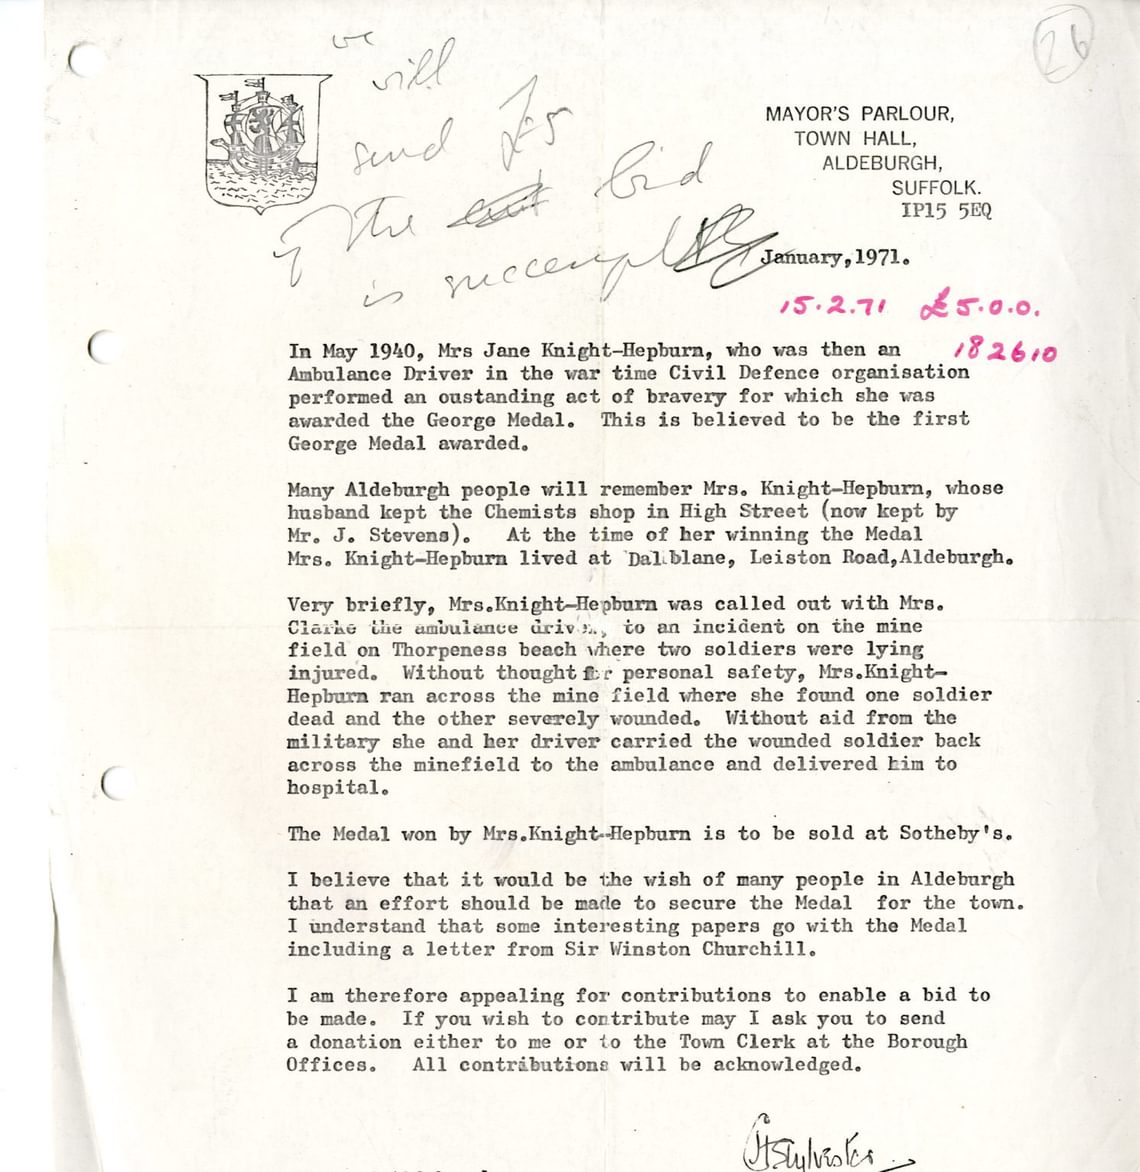 26
we
will
send £5
if the bid
is successful
MAYOR'S PARLOUR,
TOWN HALL,
ALDEBURGH,
SUFFOLK.
IP15 5EQ
January,1971.
15.2.71 £5.0.0.
182610
In May 1940, Mrs Jane Knight-Hepburn, who was then an
Ambulance Driver in the war time Civil Defence organisation
performed an oustanding act of bravery for which she was
awarded the George Medal. This is believed to be the first
George Medal awarded.
Many Aldeburgh people will remember Mrs. Knight-Hepburn, whose
husband kept the Chemists shop in High Street (now kept by
Mr. J. Stevens). At the time of her winning the Medal
Mrs. Knight-Hepburn lived at Dalblane, Leiston Road,Aldeburgh.
Very briefly, Mrs.Knight-Hepburn was called out with Mrs.
Clarke the ambulance driver, to an incident on the mine
field on Thorpeness beach where two soldiers were lying
injured. Without thought for personal safety, Mrs.Knight-
Hepburn ran across the mine field where she found one soldier
dead and the other severely wounded. Without aid from the
military she and her driver carried the wounded soldier back
across the minefield to the ambulance and delivered him to
hospital.
The Medal won by Mrs.Knight-Hepburn is to be sold at Sotheby's.
I believe that it would be the wish of many people in Aldeburgh
that an effort should be made to secure the Medal for the town.
I understand that some interesting papers go with the Medal
including a letter from Sir Winston Churchill.
I am therefore appealing for contributions to enable a bid to
be made. If you wish to contribute may I ask you to send
a donation either to me or to the Town Clerk at the Borough
Offices. All contributions will be acknowledged.